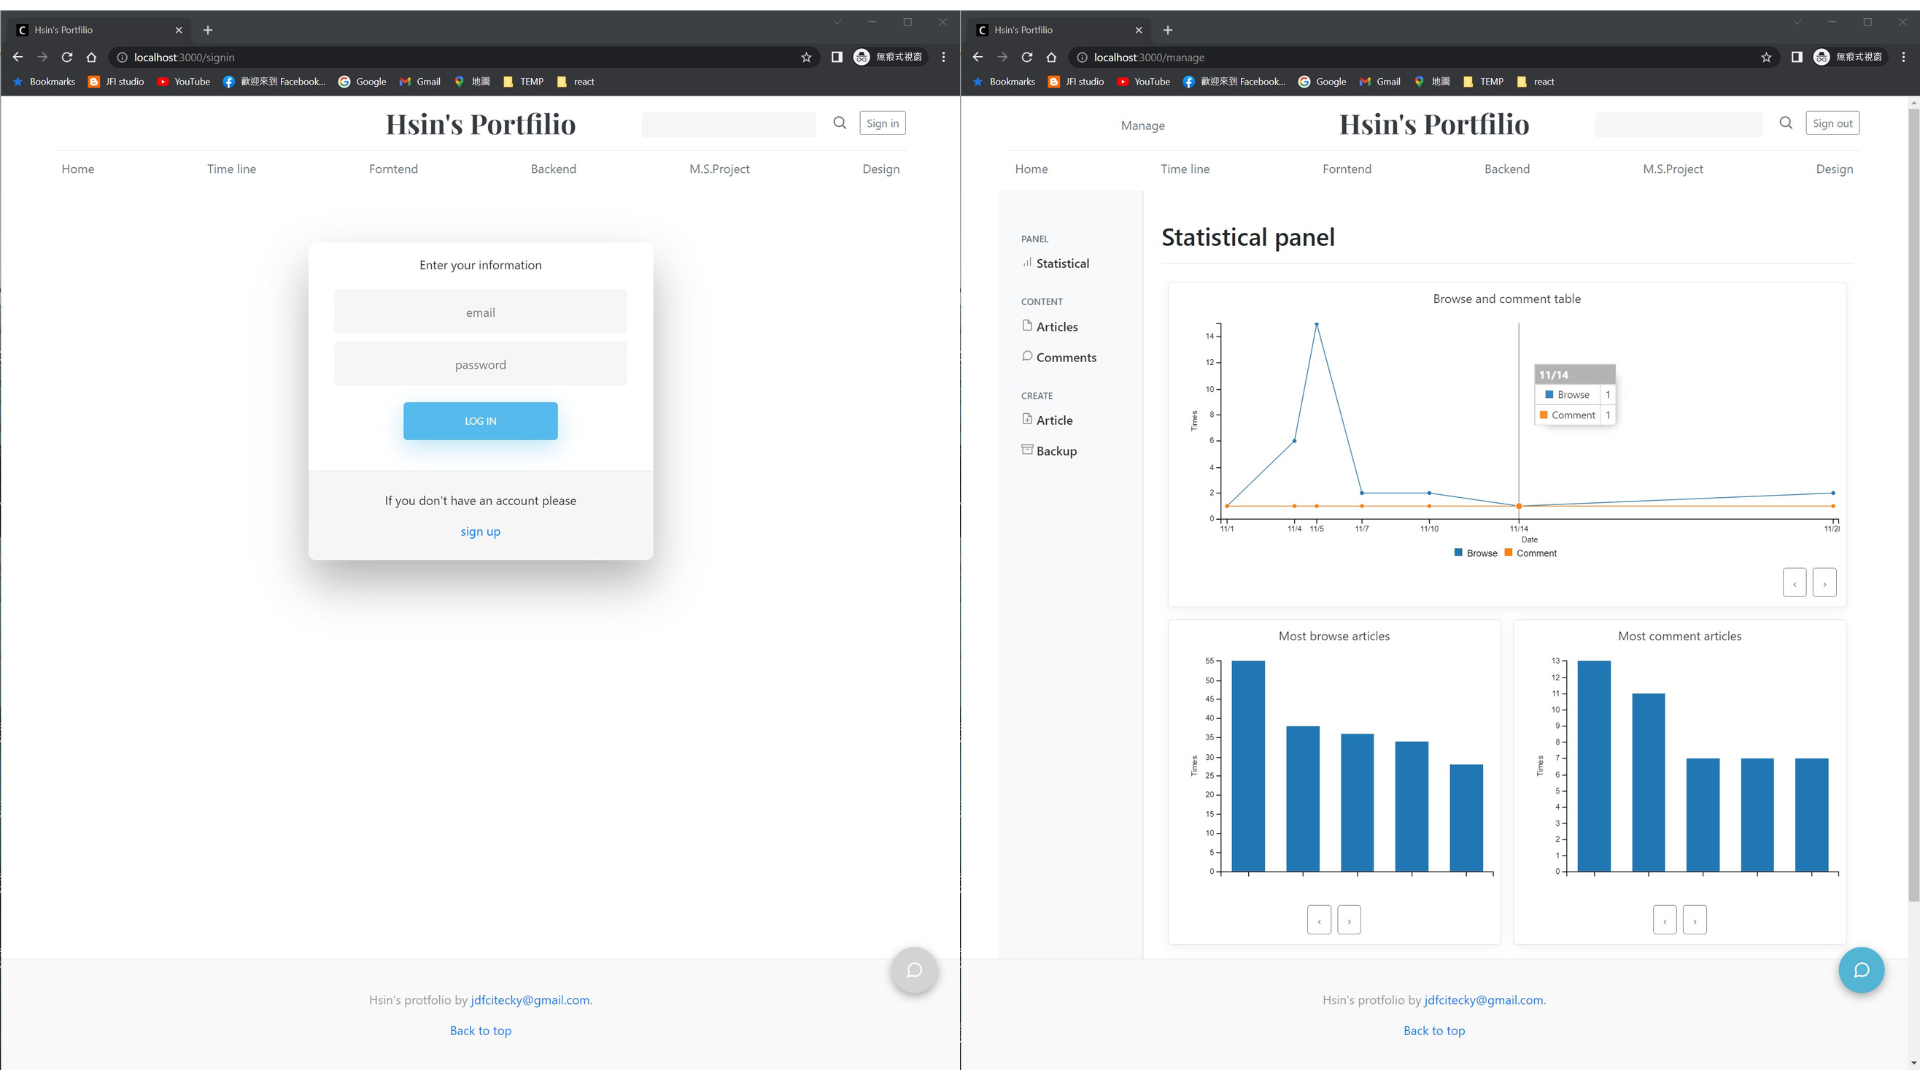 Hsin's Portfilio
localhost:3000/signin
無痕式視窗
Bookmarks JFI studio YouTube 歡迎來到 Facebook... Google Gmail 地圖 TEMP react
Hsin's Portfilio
Sign in
Home Time line Forntend Backend M.S.Project Design
Enter your information
email
password
LOG IN
If you don't have an account please
sign up
Hsin's protfolio by jdfcitecky@gmail.com.
Back to top
Hsin's Portfilio
localhost:3000/manage
無痕式視窗
Bookmarks JFI studio YouTube 歡迎來到 Facebook... Google Gmail 地圖 TEMP react
Manage
Hsin's Portfilio
Sign out
Home Time line Forntend Backend M.S.Project Design
PANEL
Statistical
CONTENT
Articles
Comments
CREATE
Article
Backup
Statistical panel
Browse and comment table
14
12
10
8
6
4
2
0
Times
11/14
Browse 1
Comment 1
11/1 11/4 11/5 11/7 11/10 11/14 11/2
Date
Browse Comment
‹ ›
Most browse articles
55
50
45
40
35
30
25
20
15
10
5
0
Times
‹ ›
Most comment articles
13
12
11
10
9
8
7
6
5
4
3
2
1
0
Times
‹ ›
Hsin's protfolio by jdfcitecky@gmail.com.
Back to top